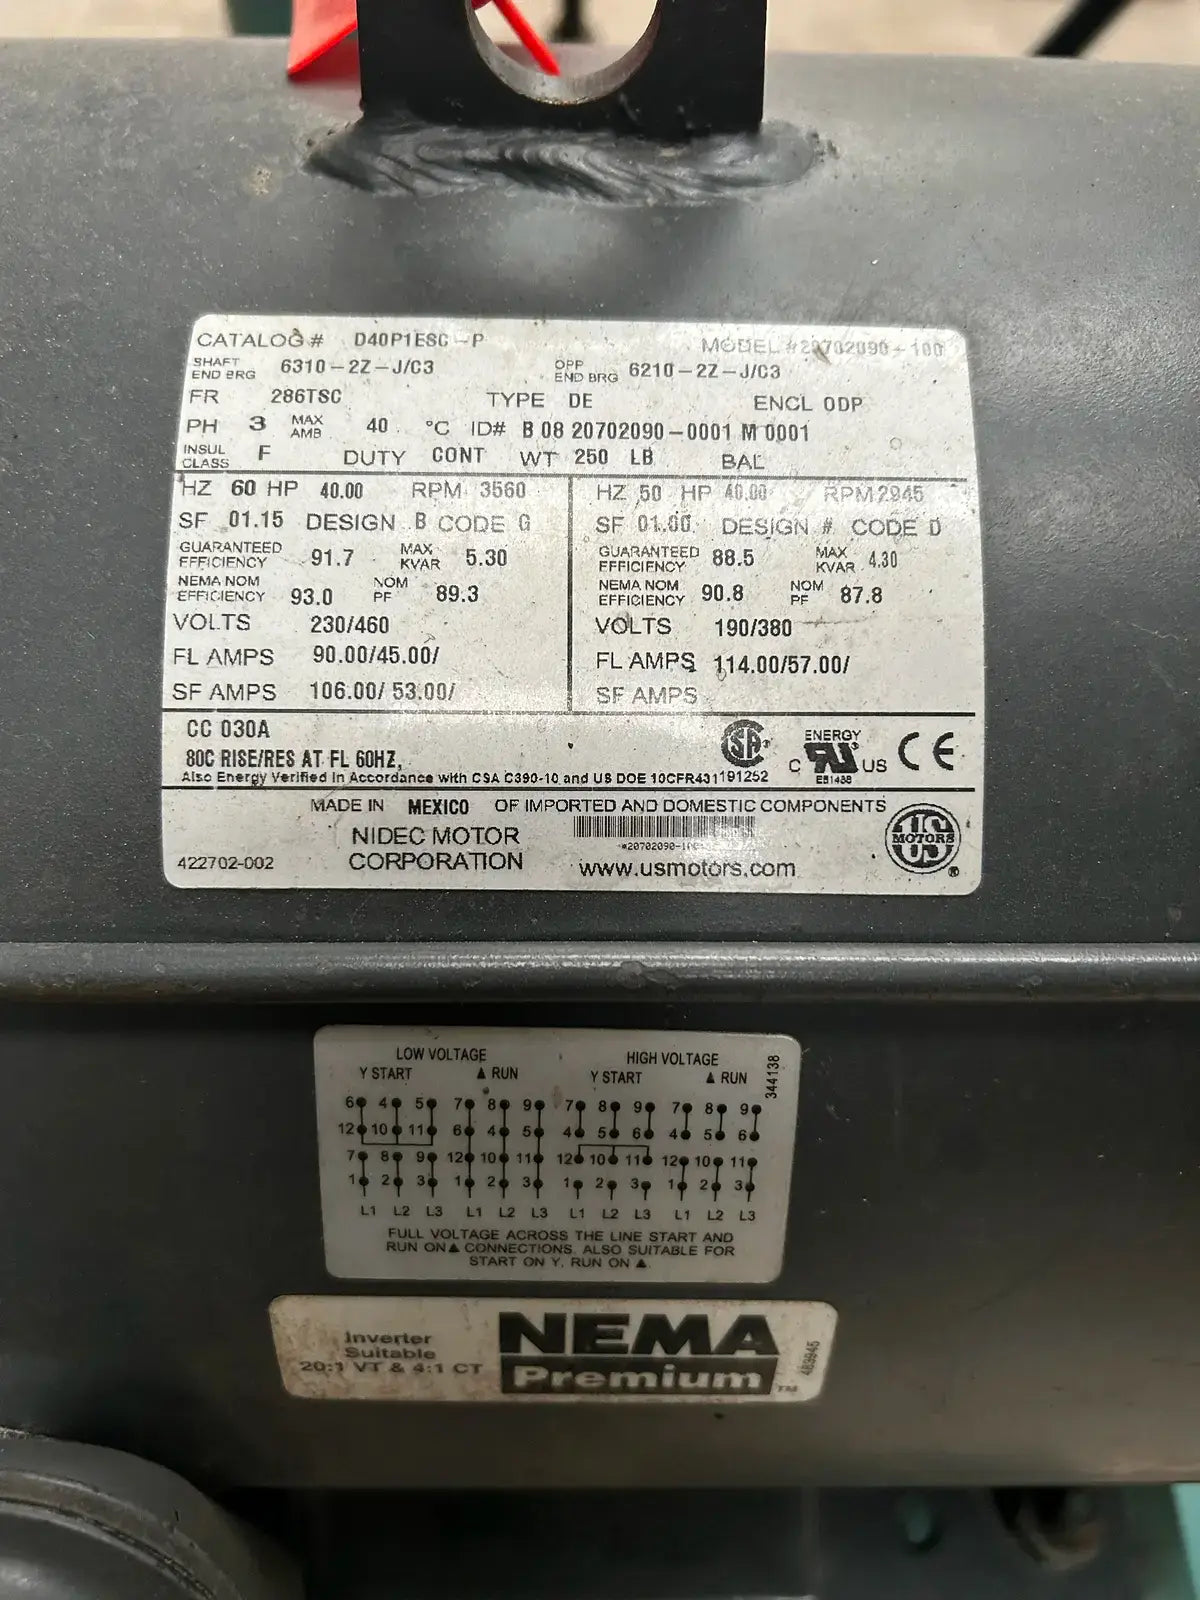 CATALOG # D40P1ESC-P MODEL #20702090-100
SHAFT END BRG 6310-2Z-J/C3 OPP END BRG 6210-2Z-J/C3
FR 286TSC TYPE DE ENCL ODP
PH 3 MAX AMB 40 °C ID# B 08 20702090-0001 M 0001
INSUL CLASS F DUTY CONT WT 250 LB BAL
HZ 60 HP 40.00 RPM 3560
SF 01.15 DESIGN B CODE G
GUARANTEED EFFICIENCY 91.7 MAX KVAR 5.30
NEMA NOM EFFICIENCY 93.0 NOM PF 89.3
VOLTS 230/460
FL AMPS 90.00/45.00/
SF AMPS 106.00/ 53.00/
HZ 50 HP 40.00 RPM 2945
SF 01.00 DESIGN # CODE D
GUARANTEED EFFICIENCY 88.5 MAX KVAR 4.30
NEMA NOM EFFICIENCY 90.8 NOM PF 87.8
VOLTS 190/380
FL AMPS 114.00/57.00/
SF AMPS
CC 030A
80C RISE/RES AT FL 60HZ,
Also Energy Verified In Accordance with CSA C390-10 and US DOE 10CFR431
SA
191252
ENERGY
C UR US
CE
MADE IN MEXICO OF IMPORTED AND DOMESTIC COMPONENTS
NIDEC MOTOR
CORPORATION
422702-002
www.usmotors.com
US MOTORS ®
LOW VOLTAGE HIGH VOLTAGE
Y START ▲ RUN Y START ▲ RUN
344138
6 4 5 7 8 9 7 8 9 7 8 9
12 10 11 6 4 5 4 5 6 4 5 6
7 8 9 12 10 11 12 10 11 12 10 11
1 2 3 1 2 3 1 2 3 1 2 3
L1 L2 L3 L1 L2 L3 L1 L2 L3 L1 L2 L3
FULL VOLTAGE ACROSS THE LINE START AND
RUN ON ▲ CONNECTIONS. ALSO SUITABLE FOR
START ON Y, RUN ON ▲.
Inverter
Suitable
20:1 VT & 4:1 CT
NEMA
Premium ™
483945